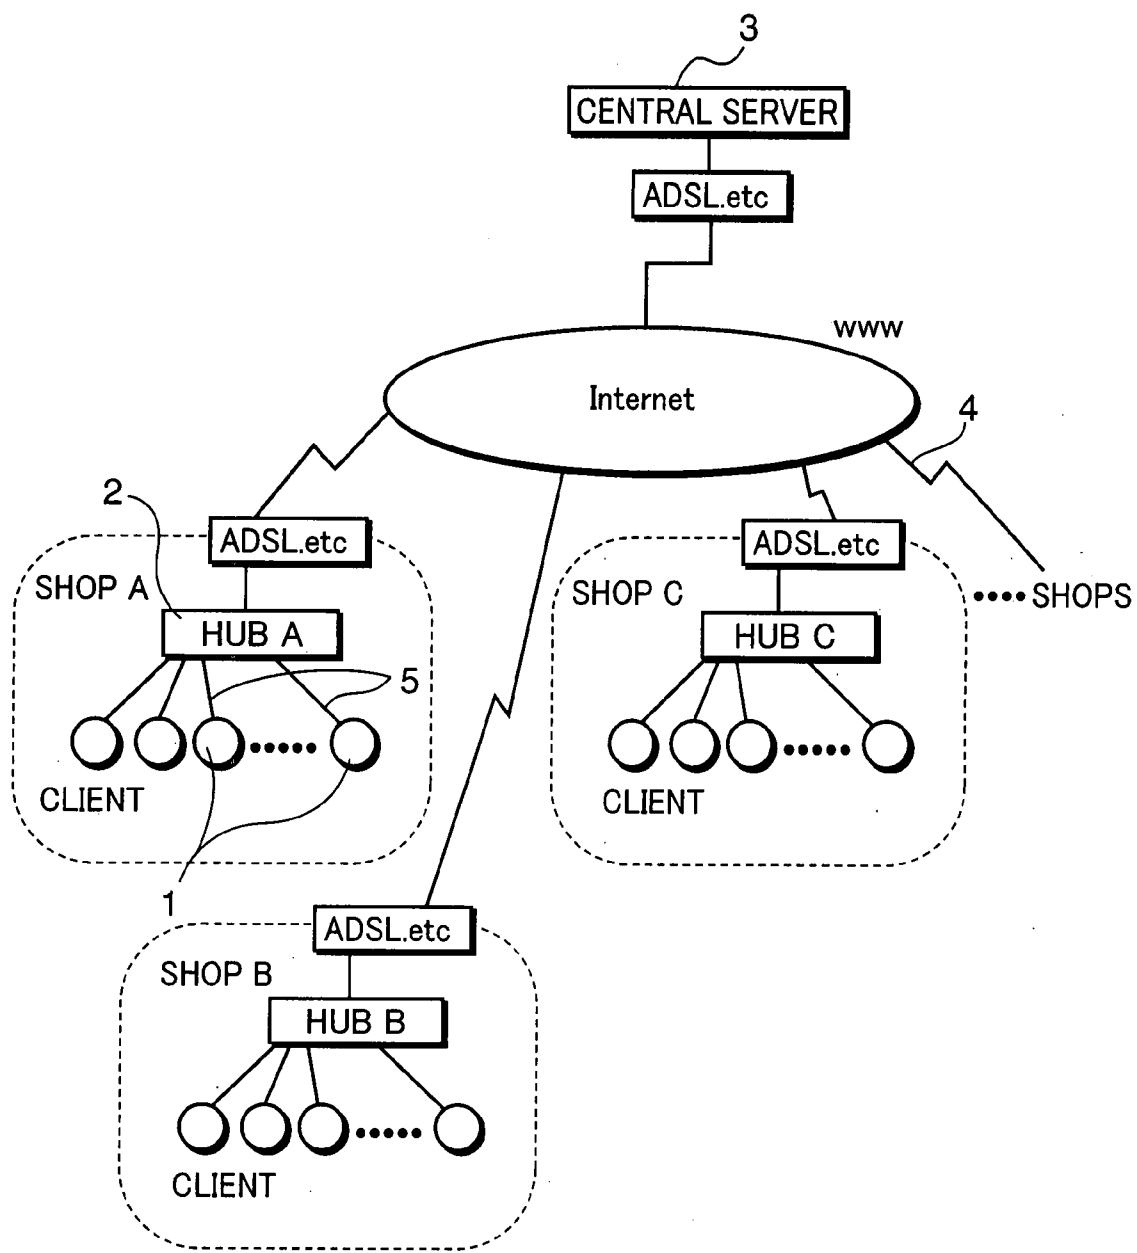 3
CENTRAL SERVER
ADSL.etc
www
Internet
4
2
ADSL.etc
ADSL.etc
SHOP A
SHOP C
•••• SHOPS
HUB A
HUB C
5
•••••
•••••
CLIENT
CLIENT
1
ADSL.etc
SHOP B
HUB B
•••••
CLIENT